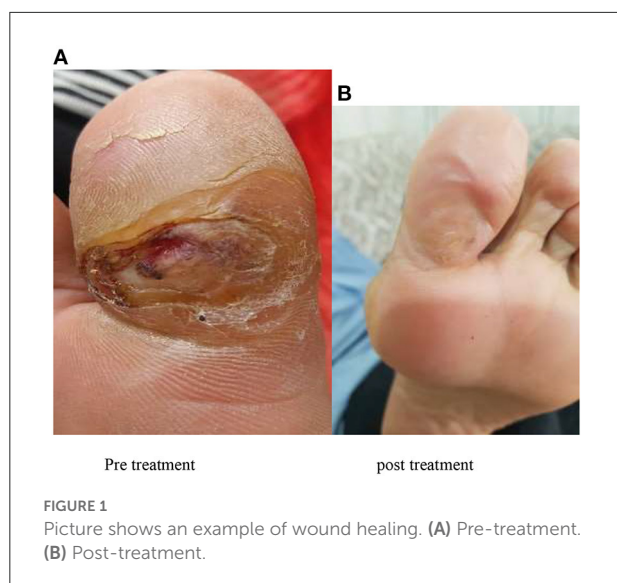 A
B
Pre treatment
post treatment
FIGURE 1
Picture shows an example of wound healing. (A) Pre-treatment.
(B) Post-treatment.